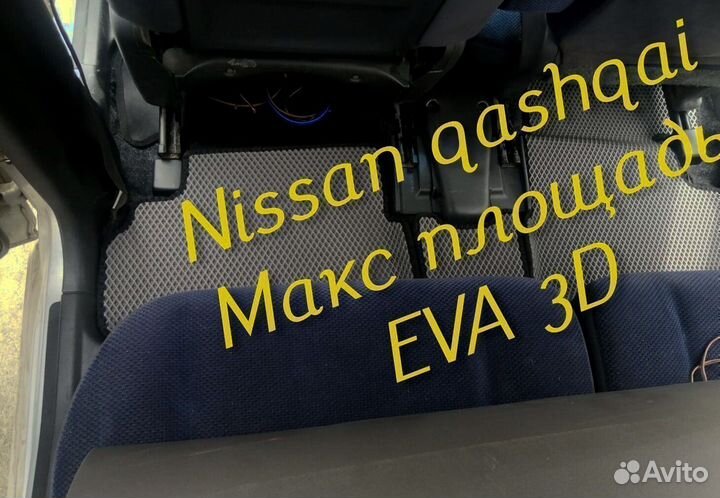 Nissan qashqai
Макс площадь
EVA 3D
Avito